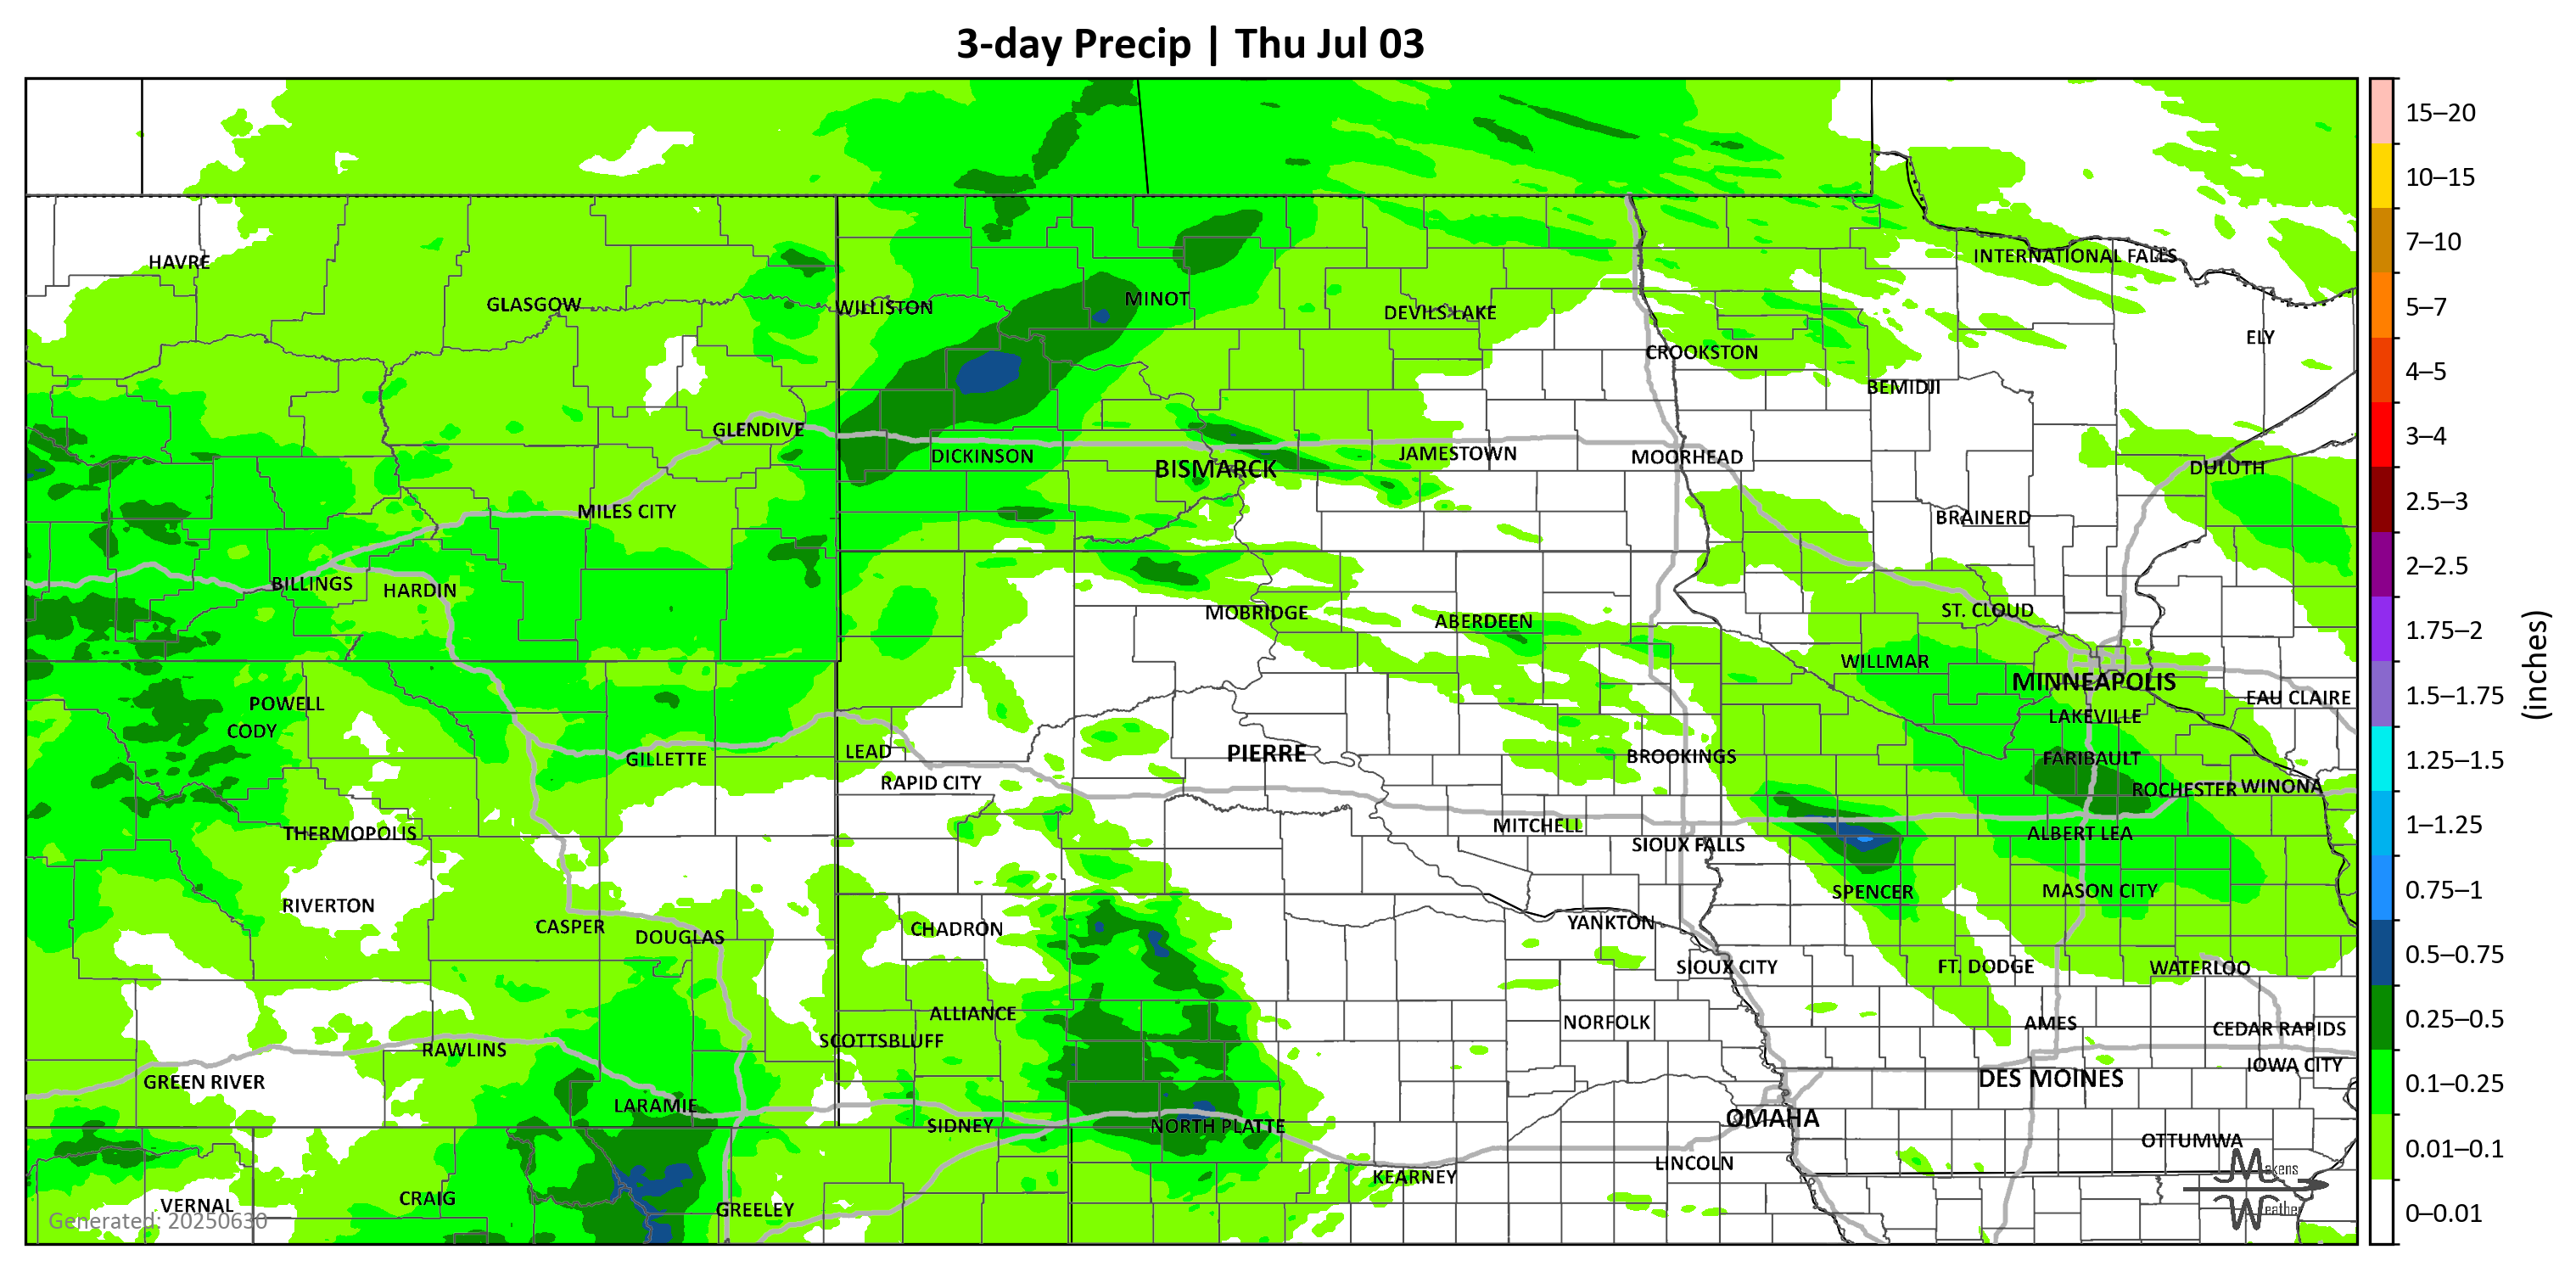 3-day Precip | Thu Jul 03
15–20
10–15
7–10
5–7
4–5
3–4
2.5–3
2–2.5
1.75–2
1.5–1.75
1.25–1.5
1–1.25
0.75–1
0.5–0.75
0.25–0.5
0.1–0.25
0.01–0.1
0–0.01
(inches)
HAVRE
INTERNATIONAL FALLS
GLASGOW
WILLISTON
MINOT
DEVILS LAKE
ELY
CROOKSTON
BEMIDJI
GLENDIVE
DICKINSON
BISMARCK
JAMESTOWN
MOORHEAD
DULUTH
MILES CITY
BRAINERD
BILLINGS
HARDIN
MOBRIDGE
ABERDEEN
ST. CLOUD
WILLMAR
MINNEAPOLIS
EAU CLAIRE
POWELL
CODY
LAKEVILLE
GILLETTE
LEAD
PIERRE
BROOKINGS
FARIBAULT
RAPID CITY
ROCHESTER
WINONA
THERMOPOLIS
MITCHELL
ALBERT LEA
SIOUX FALLS
RIVERTON
SPENCER
MASON CITY
CASPER
DOUGLAS
CHADRON
YANKTON
SIOUX CITY
FT. DODGE
WATERLOO
ALLIANCE
NORFOLK
AMES
CEDAR RAPIDS
SCOTTSBLUFF
RAWLINS
IOWA CITY
GREEN RIVER
DES MOINES
LARAMIE
SIDNEY
NORTH PLATTE
OMAHA
OTTUMWA
LINCOLN
KEARNEY
CRAIG
VERNAL
GREELEY
Generated: 20250630
Makens
Weather